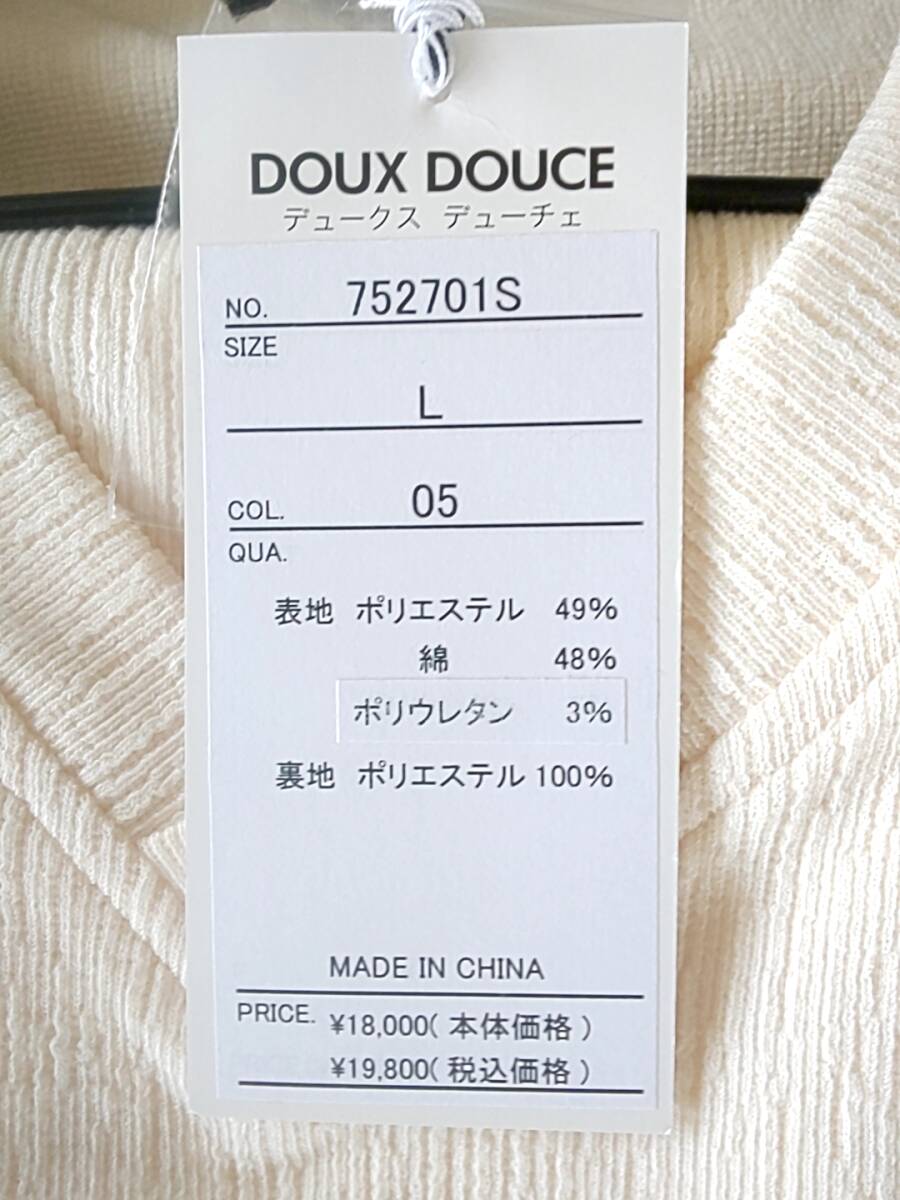 DOUX DOUCE
デュークス デューチェ
NO. 752701S
SIZE
L
COL. 05
QUA.
表地 ポリエステル 49%
綿 48%
ポリウレタン 3%
裏地 ポリエステル 100%
MADE IN CHINA
PRICE. ¥18,000(本体価格)
¥19,800(税込価格)